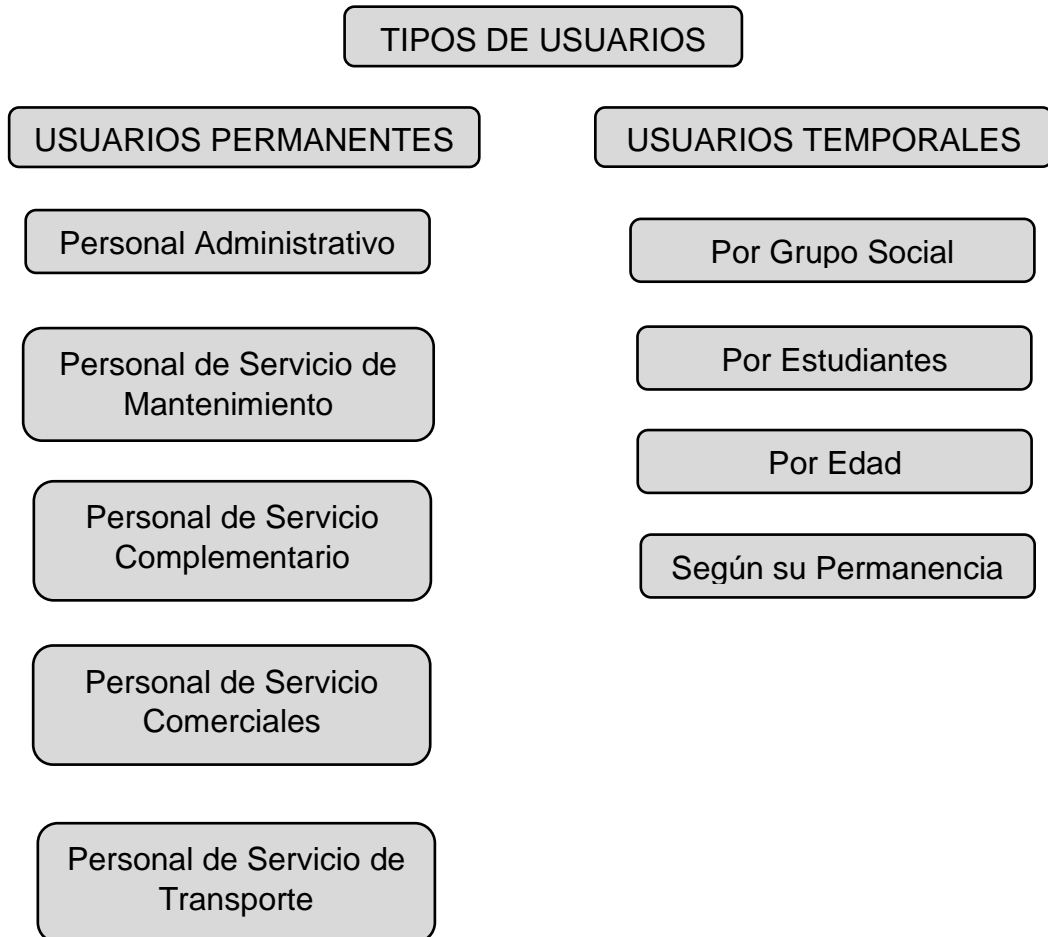 TIPOS DE USUARIOS
USUARIOS PERMANENTES
Personal Administrativo
Personal de Servicio de
Mantenimiento
Personal de Servicio
Complementario
Personal de Servicio
Comerciales
Personal de Servicio de
Transporte
USUARIOS TEMPORALES
Por Grupo Social
Por Estudiantes
Por Edad
Según su Permanencia